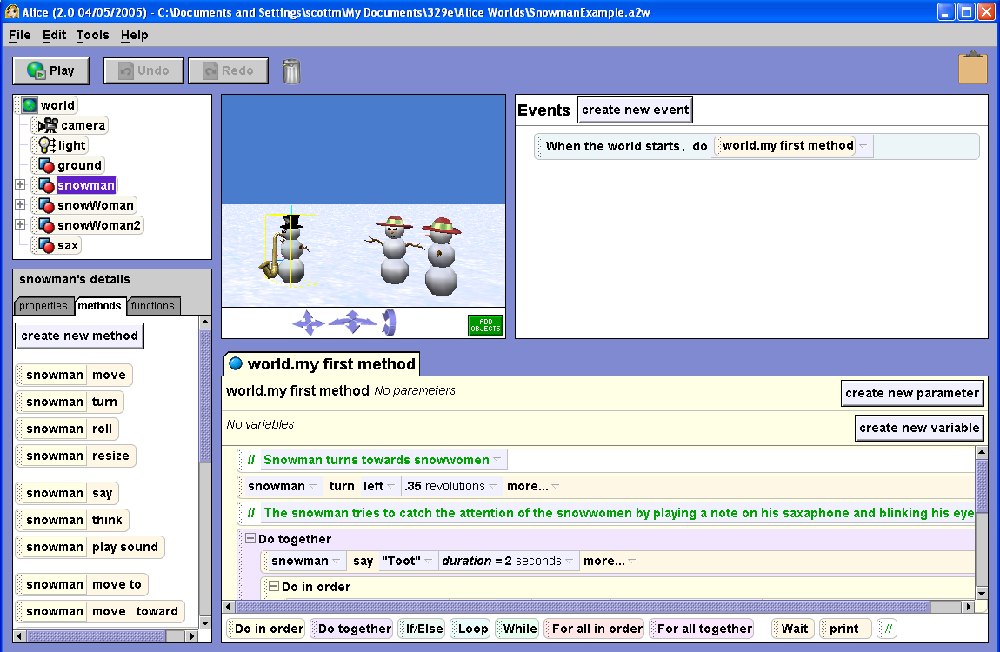 Alice (2.0 04/05/2005) - C:\Documents and Settings\scottm\My Documents\329e\Alice Worlds\SnowmanExample.a2w
File Edit Tools Help
Play Undo Redo
world
camera
light
ground
snowman
snowWoman
snowWoman2
sax
ADD OBJECTS
Events create new event
When the world starts, do world.my first method
snowman's details
properties methods functions
create new method
snowman move
snowman turn
snowman roll
snowman resize
snowman say
snowman think
snowman play sound
snowman move to
snowman move toward
world.my first method
world.my first method No parameters create new parameter
No variables create new variable
// Snowman turns towards snowwomen
snowman turn left .35 revolutions more...
// The snowman tries to catch the attention of the snowwomen by playing a note on his saxaphone and blinking his eye
Do together
snowman say "Toot" duration = 2 seconds more...
Do in order
Do in order Do together If/Else Loop While For all in order For all together Wait print //